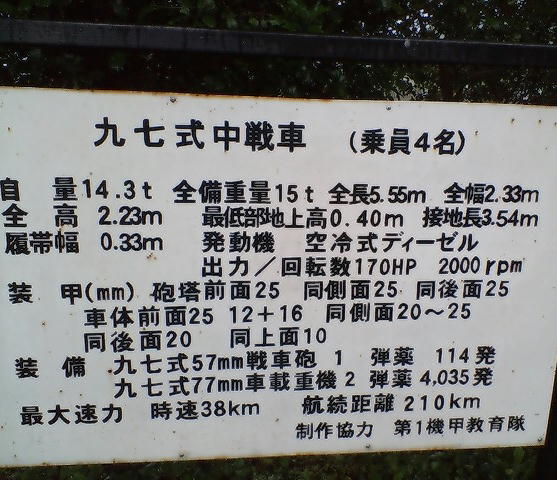 九七式中戦車 (乗員4名)
自量14.3t 全備重量15t 全長5.55m 全幅2.33m
全高 2.23m 最低部地上高0.40m 接地長3.54m
履帯幅 0.33m 発動機 空冷式ディーゼル
出力/回転数170HP 2000rpm
装甲(mm) 砲塔前面25 同側面25 同後面25
車体前面25 12+16 同側面20~25
同後面20 同上面10
装備 九七式57mm戦車砲 1 弾薬 114発
九七式77mm車載重機2 弾薬4,035発
最大速力 時速38km 航続距離210km
制作協力 第1機甲教育隊